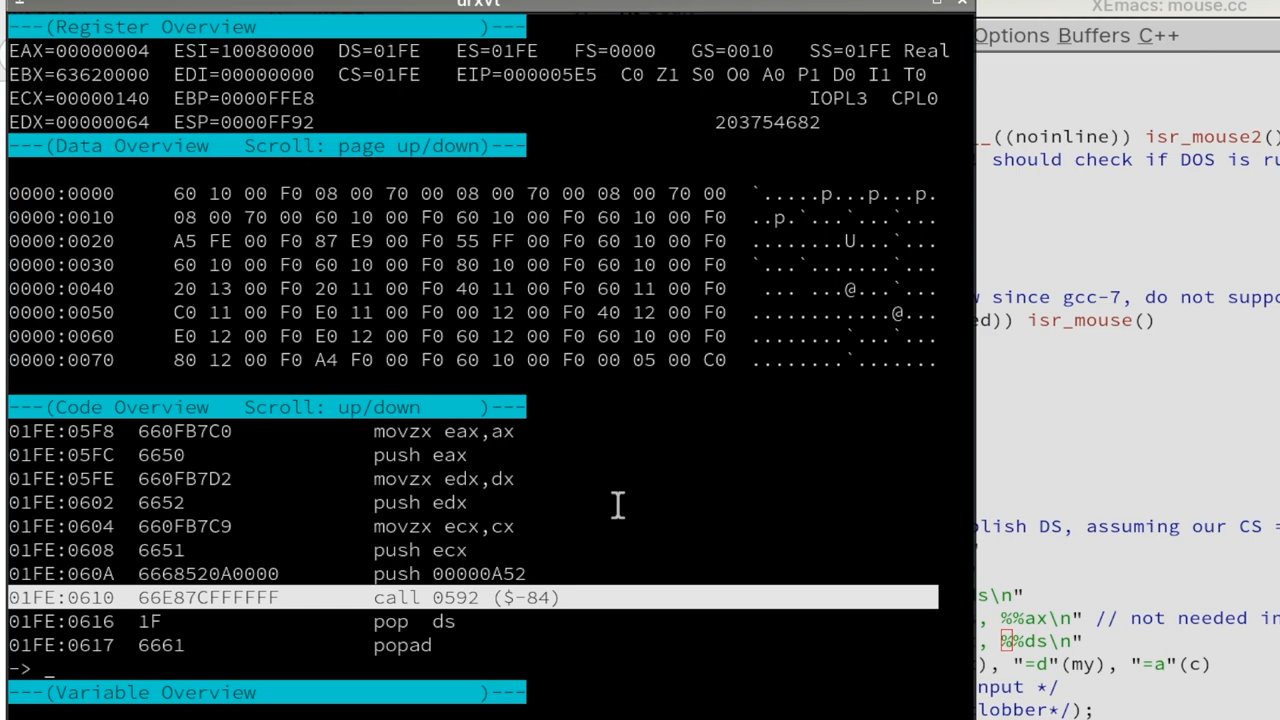 urxvt
---(Register Overview                   )---
EAX=00000004  ESI=10080000  DS=01FE   ES=01FE   FS=0000   GS=0010   SS=01FE Real
EBX=63620000  EDI=00000000  CS=01FE   EIP=000005E5  C0 Z1 S0 O0 A0 P1 D0 I1 T0
ECX=00000140  EBP=0000FFE8                                          IOPL3  CPL0
EDX=00000064  ESP=0000FF92                                  203754682
---(Data Overview   Scroll: page up/down)---
0000:0000     60 10 00 F0 08 00 70 00 08 00 70 00 08 00 70 00  `.....p...p...p.
0000:0010     08 00 70 00 60 10 00 F0 60 10 00 F0 60 10 00 F0  ..p.`...`...`...
0000:0020     A5 FE 00 F0 87 E9 00 F0 55 FF 00 F0 60 10 00 F0  ........U...`...
0000:0030     60 10 00 F0 60 10 00 F0 80 10 00 F0 60 10 00 F0  `...`.......`...
0000:0040     20 13 00 F0 20 11 00 F0 40 11 00 F0 60 11 00 F0   ... ...@...`...
0000:0050     C0 11 00 F0 E0 11 00 F0 00 12 00 F0 40 12 00 F0  ............@...
0000:0060     E0 12 00 F0 E0 12 00 F0 60 12 00 F0 60 10 00 F0  ........`...`...
0000:0070     80 12 00 F0 A4 F0 00 F0 60 10 00 F0 00 05 00 C0  ........`.......
---(Code Overview   Scroll: up/down     )---
01FE:05F8  660FB7C0            movzx eax,ax
01FE:05FC  6650                push eax
01FE:05FE  660FB7D2            movzx edx,dx
01FE:0602  6652                push edx
01FE:0604  660FB7C9            movzx ecx,cx
01FE:0608  6651                push ecx
01FE:060A  6668520A0000        push 00000A52
01FE:0610  66E87CFFFFFF        call 0592 ($-84)
01FE:0616  1F                  pop  ds
01FE:0617  6661                popad
-> _
---(Variable Overview                   )---
XEmacs: mouse.cc
Options Buffers C++
__((noinline)) isr_mouse2()
should check if DOS is ru
since gcc-7, do not suppo
ed)) isr_mouse()
blish DS, assuming our CS =
"
s\n"
, %%ax\n" // not needed in
, %%ds\n"
), "=d"(my), "=a"(c)
nput */
lobber*/);